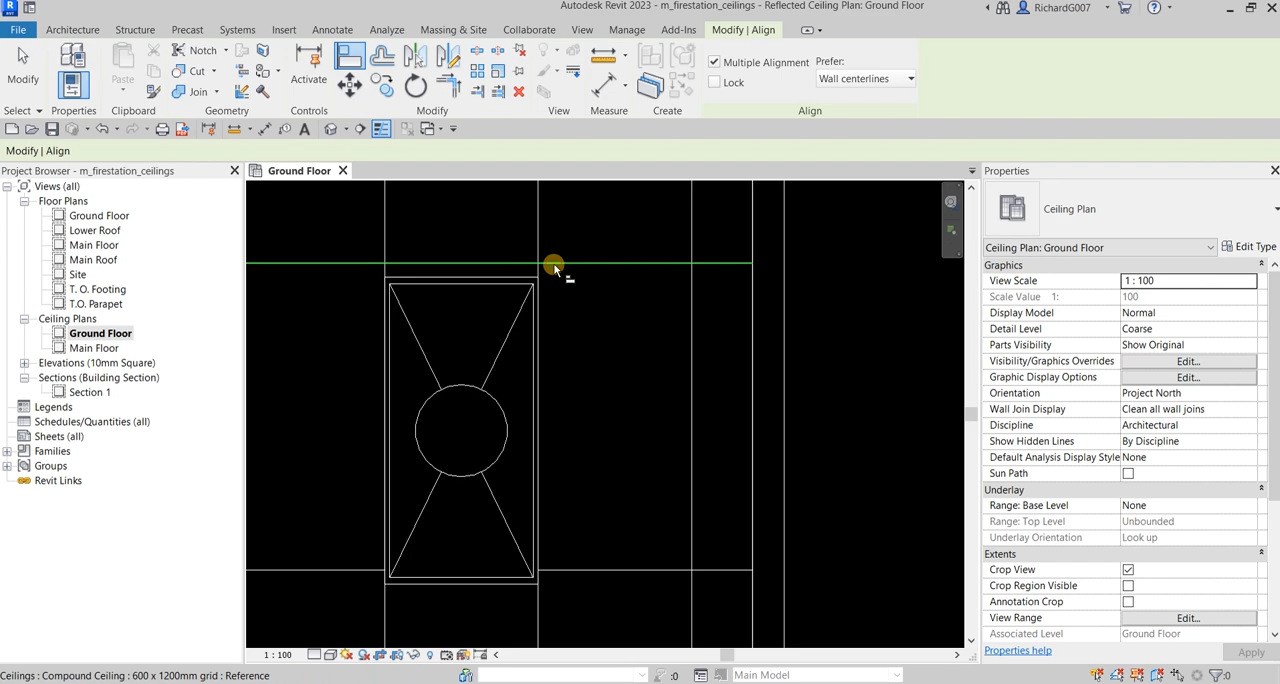 Autodesk Revit 2023 - m_firestation_ceilings - Reflected Ceiling Plan: Ground Floor
RichardG007
File Architecture Structure Precast Systems Insert Annotate Analyze Massing & Site Collaborate View Manage Add-Ins Modify | Align
Modify
Paste
Notch
Cut
Join
Activate
Multiple Alignment Prefer:
Lock
Wall centerlines
Select Properties Clipboard Geometry Controls Modify View Measure Create Align
Modify | Align
Project Browser - m_firestation_ceilings
Views (all)
Floor Plans
Ground Floor
Lower Roof
Main Floor
Main Roof
Site
T. O. Footing
T.O. Parapet
Ceiling Plans
Ground Floor
Main Floor
Elevations (10mm Square)
Sections (Building Section)
Section 1
Legends
Schedules/Quantities (all)
Sheets (all)
Families
Groups
Revit Links
Ground Floor
Properties
Ceiling Plan
Ceiling Plan: Ground Floor
Edit Type
Graphics
View Scale 1 : 100
Scale Value 1: 100
Display Model Normal
Detail Level Coarse
Parts Visibility Show Original
Visibility/Graphics Overrides Edit...
Graphic Display Options Edit...
Orientation Project North
Wall Join Display Clean all wall joins
Discipline Architectural
Show Hidden Lines By Discipline
Default Analysis Display Style None
Sun Path
Underlay
Range: Base Level None
Range: Top Level Unbounded
Underlay Orientation Look up
Extents
Crop View
Crop Region Visible
Annotation Crop
View Range Edit...
Associated Level Ground Floor
Properties help
Apply
1 : 100
Ceilings : Compound Ceiling : 600 x 1200mm grid : Reference
:0
Main Model
:0